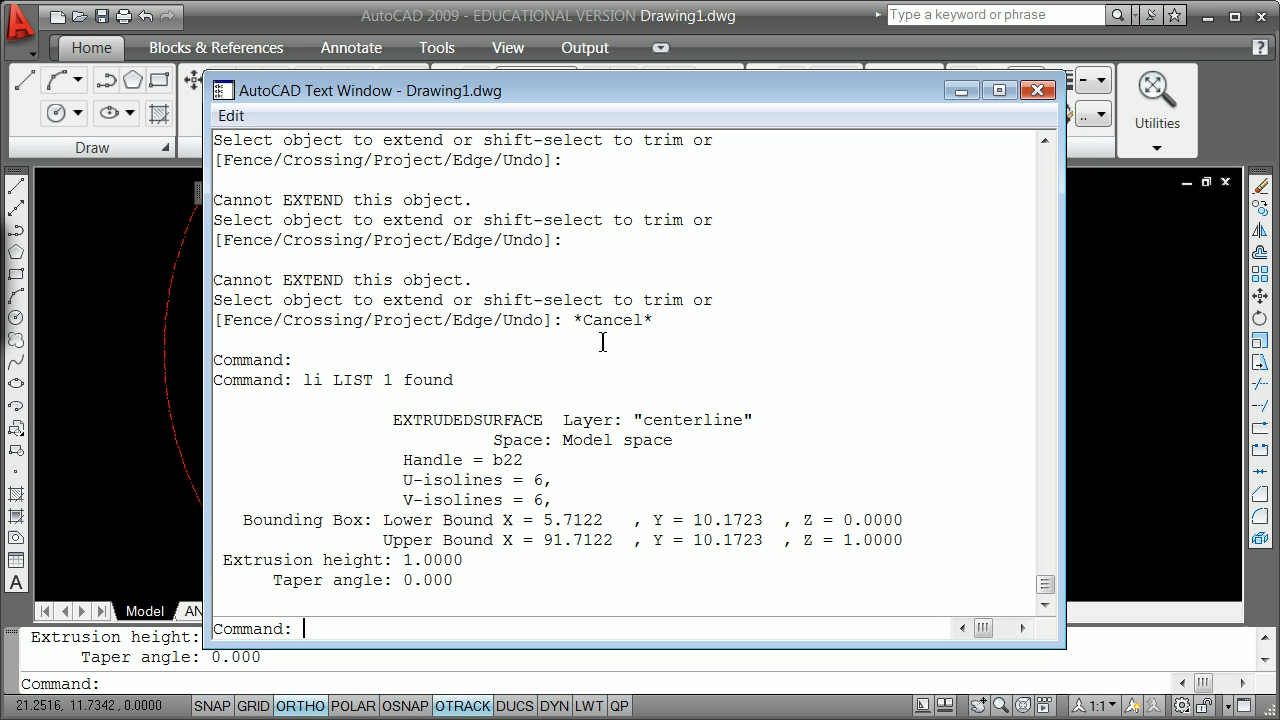 AutoCAD 2009 - EDUCATIONAL VERSION Drawing1.dwg
Type a keyword or phrase
Home Blocks & References Annotate Tools View Output
AutoCAD Text Window - Drawing1.dwg
Edit
Utilities
Draw
Select object to extend or shift-select to trim or
[Fence/Crossing/Project/Edge/Undo]:
Cannot EXTEND this object.
Select object to extend or shift-select to trim or
[Fence/Crossing/Project/Edge/Undo]:
Cannot EXTEND this object.
Select object to extend or shift-select to trim or
[Fence/Crossing/Project/Edge/Undo]: *Cancel*
Command:
Command: li LIST 1 found
EXTRUDEDSURFACE Layer: "centerline"
Space: Model space
Handle = b22
U-isolines = 6,
V-isolines = 6,
Bounding Box: Lower Bound X = 5.7122 , Y = 10.1723 , Z = 0.0000
Upper Bound X = 91.7122 , Y = 10.1723 , Z = 1.0000
Extrusion height: 1.0000
Taper angle: 0.000
Command:
Model AN
Extrusion height:
Taper angle: 0.000
Command:
21.2516, 11.7342, 0.0000 SNAP GRID ORTHO POLAR OSNAP OTRACK DUCS DYN LWT QP 1:1